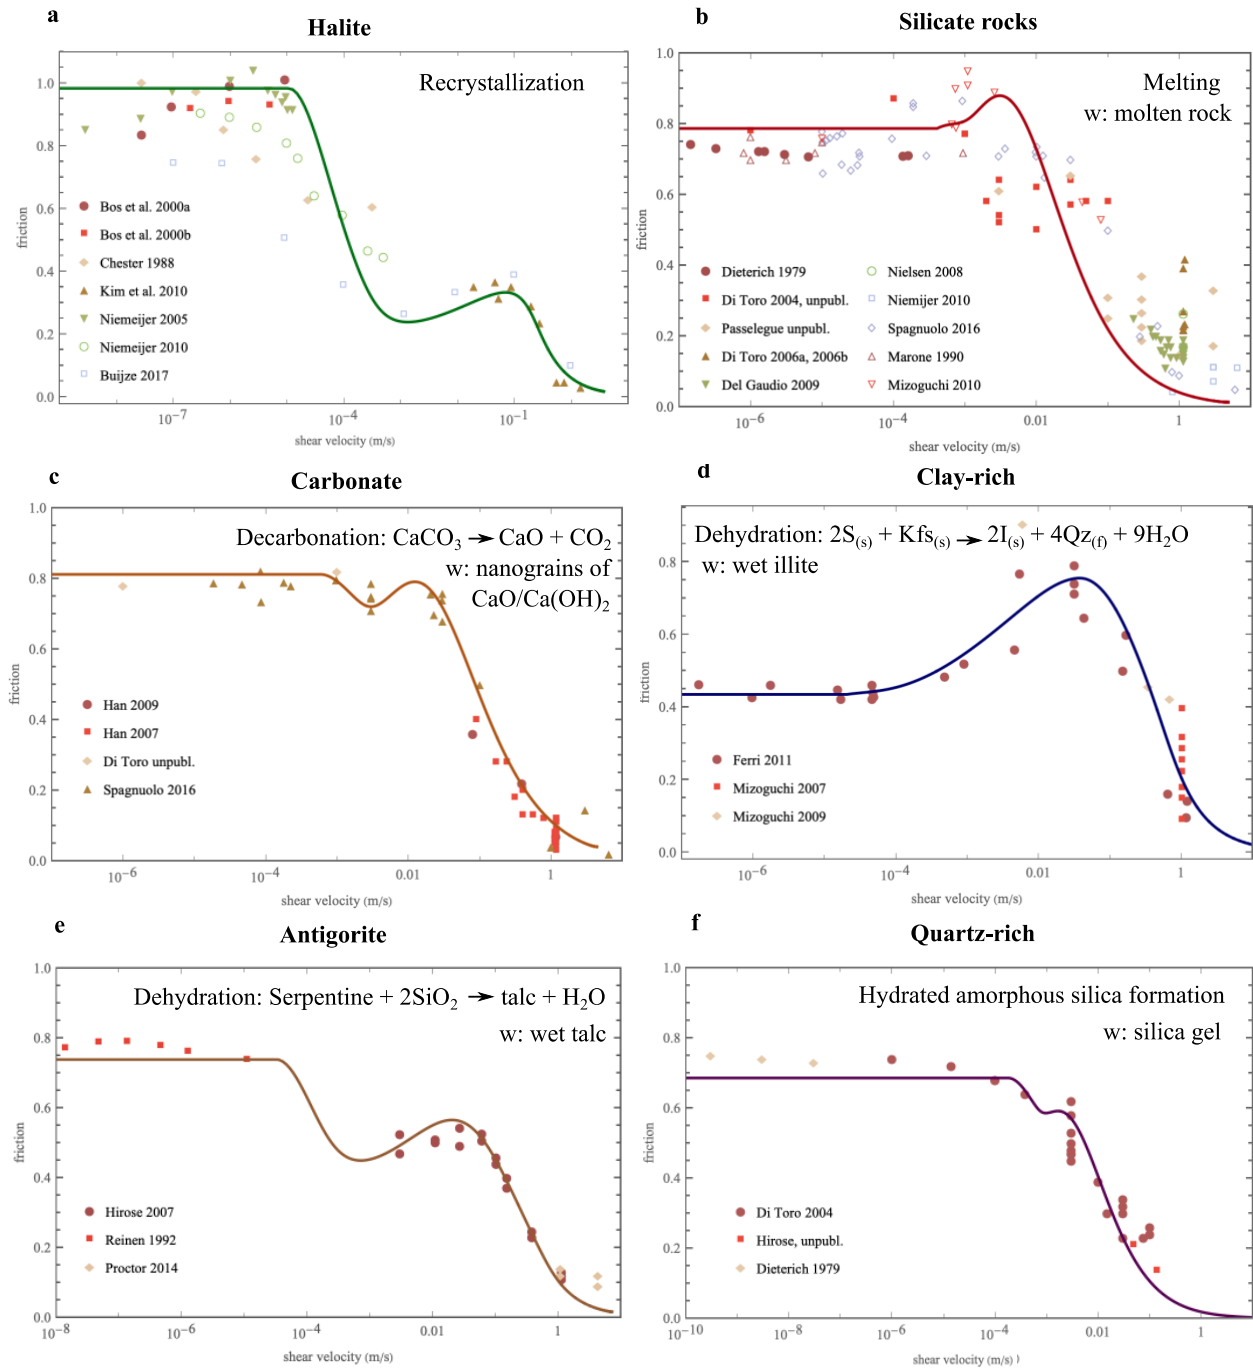 a
Halite
Recrystallization
1.0
0.8
0.6
0.4
0.2
0.0
friction
Bos et al. 2000a
Bos et al. 2000b
Chester 1988
Kim et al. 2010
Niemeijer 2005
Niemeijer 2010
Buijze 2017
10⁻⁷
10⁻⁴
10⁻¹
shear velocity (m/s)
b
Silicate rocks
Melting
w: molten rock
1.0
0.8
0.6
0.4
0.2
0.0
friction
Dieterich 1979
Di Toro 2004, unpubl.
Passelegue unpubl.
Di Toro 2006a, 2006b
Del Gaudio 2009
Nielsen 2008
Niemijer 2010
Spagnuolo 2016
Marone 1990
Mizoguchi 2010
10⁻⁶
10⁻⁴
0.01
1
shear velocity (m/s)
c
Carbonate
Decarbonation: CaCO₃ → CaO + CO₂
w: nanograins of
CaO/Ca(OH)₂
1.0
0.8
0.6
0.4
0.2
0.0
friction
Han 2009
Han 2007
Di Toro unpubl.
Spagnuolo 2016
10⁻⁶
10⁻⁴
0.01
1
shear velocity (m/s)
d
Clay-rich
Dehydration: 2S₍s₎ + Kfs₍s₎ → 2I₍s₎ + 4Qz(f) + 9H₂O
w: wet illite
0.8
0.6
0.4
0.2
0.0
friction
Ferri 2011
Mizoguchi 2007
Mizoguchi 2009
10⁻⁶
10⁻⁴
0.01
1
shear velocity (m/s)
e
Antigorite
Dehydration: Serpentine + 2SiO₂ → talc + H₂O
w: wet talc
1.0
0.8
0.6
0.4
0.2
0.0
friction
Hirose 2007
Reinen 1992
Proctor 2014
10⁻⁸
10⁻⁶
10⁻⁴
0.01
1
shear velocity (m/s)
f
Quartz-rich
Hydrated amorphous silica formation
w: silica gel
1.0
0.8
0.6
0.4
0.2
0.0
friction
Di Toro 2004
Hirose, unpubl.
Dieterich 1979
10⁻¹⁰
10⁻⁸
10⁻⁶
10⁻⁴
0.01
1
shear velocity (m/s) )